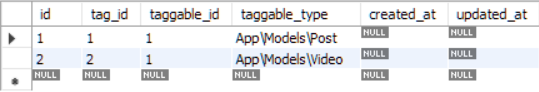 id tag_id taggable_id taggable_type created_at updated_at
1 1 1 App\Models\Post NULL NULL
2 2 1 App\Models\Video NULL NULL
NULL NULL NULL NULL NULL NULL